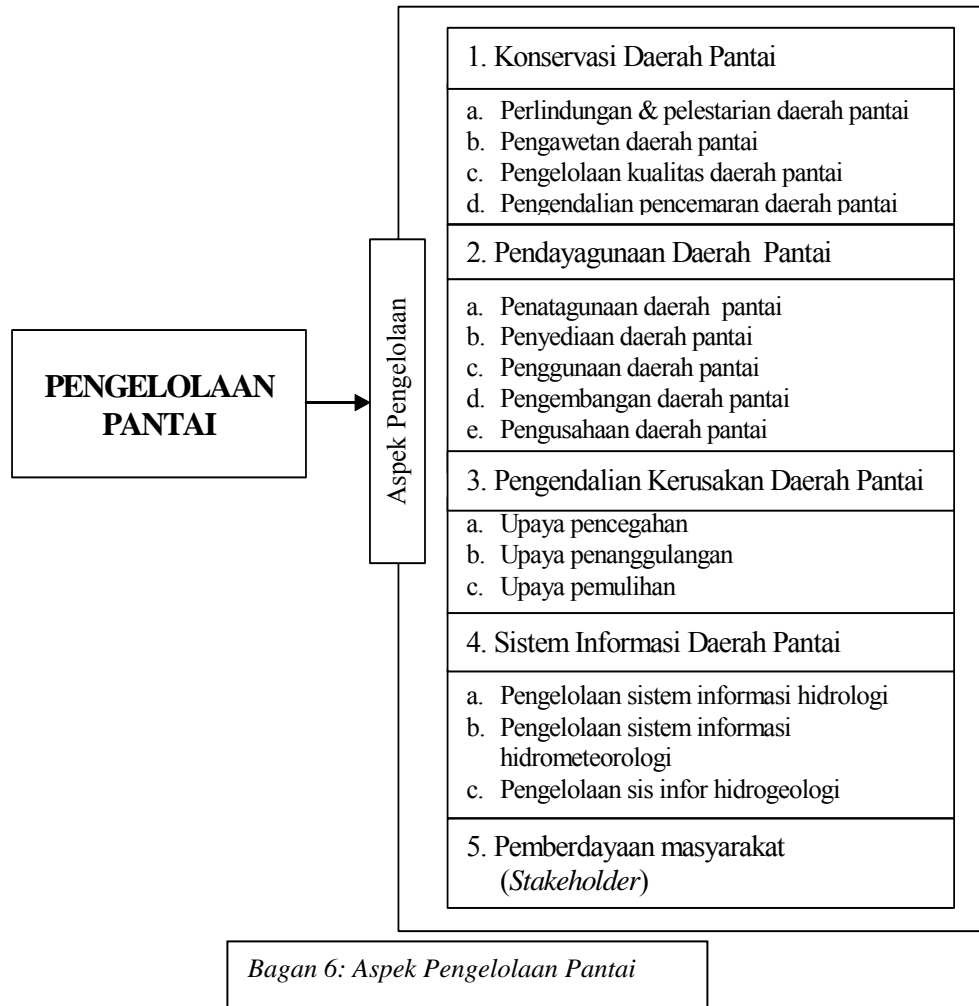 PENGELOLAAN
PANTAI
Aspek Pengelolaan
1. Konservasi Daerah Pantai
a. Perlindungan & pelestarian daerah pantai
b. Pengawetan daerah pantai
c. Pengelolaan kualitas daerah pantai
d. Pengendalian pencemaran daerah pantai
2. Pendayagunaan Daerah Pantai
a. Penatagunaan daerah pantai
b. Penyediaan daerah pantai
c. Penggunaan daerah pantai
d. Pengembangan daerah pantai
e. Pengusahaan daerah pantai
3. Pengendalian Kerusakan Daerah Pantai
a. Upaya pencegahan
b. Upaya penanggulangan
c. Upaya pemulihan
4. Sistem Informasi Daerah Pantai
a. Pengelolaan sistem informasi hidrologi
b. Pengelolaan sistem informasi
hidrometeorologi
c. Pengelolaan sis infor hidrogeologi
5. Pemberdayaan masyarakat
(Stakeholder)
Bagan 6: Aspek Pengelolaan Pantai